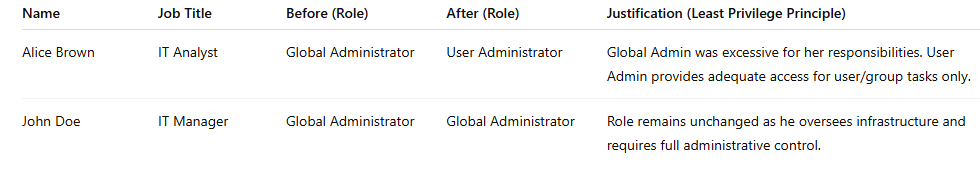 Name Job Title Before (Role) After (Role) Justification (Least Privilege Principle)
Alice Brown IT Analyst Global Administrator User Administrator Global Admin was excessive for her responsibilities. User
Admin provides adequate access for user/group tasks only.
John Doe IT Manager Global Administrator Global Administrator Role remains unchanged as he oversees infrastructure and
requires full administrative control.